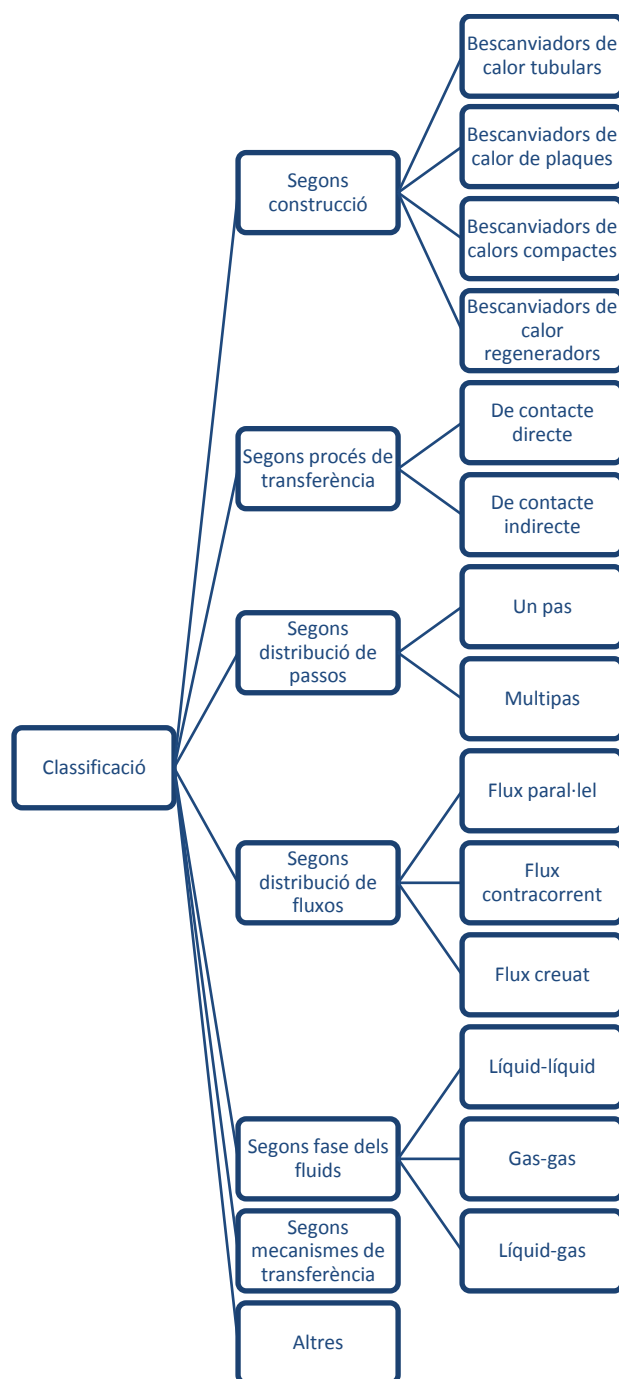 Classificació
Segons
construcció
Bescanviadors de
calor tubulars
Bescanviadors de
calor de plaques
Bescanviadors de
calors compactes
Bescanviadors de
calor
regeneradors
Segons procés de
transferència
De contacte
directe
De contacte
indirecte
Segons
distribució de
passos
Un pas
Multipas
Segons
distribució de
fluxos
Flux paral·lel
Flux
contracorrent
Flux creuat
Segons fase dels
fluids
Líquid-líquid
Gas-gas
Líquid-gas
Segons
mecanismes de
transferència
Altres